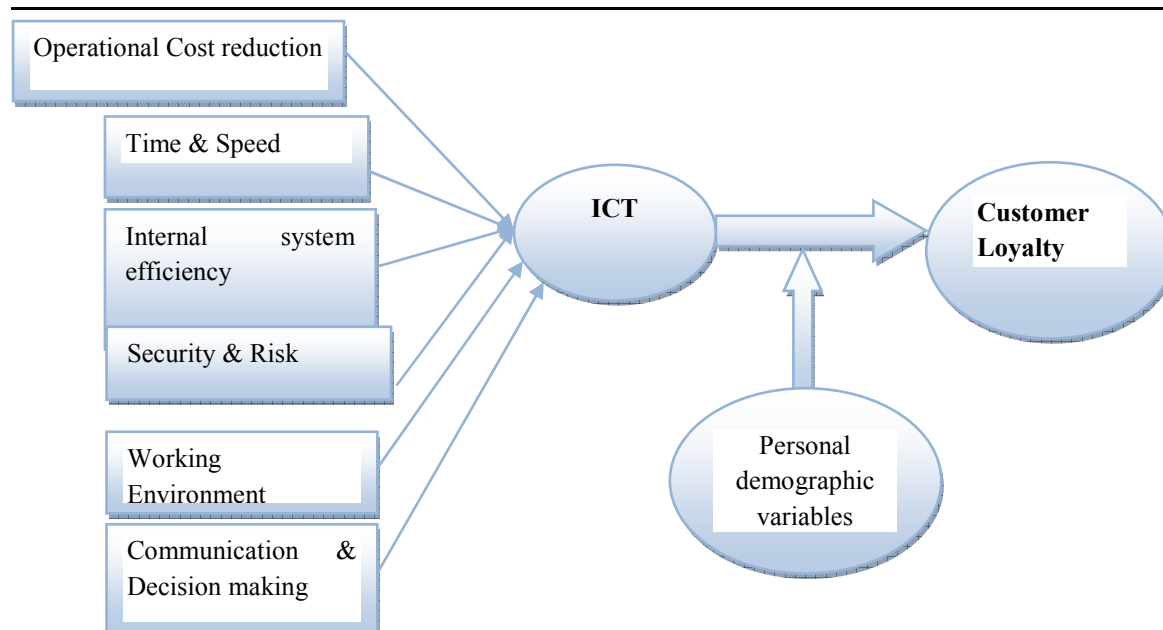 Operational Cost reduction
Time & Speed
Internal system
efficiency
Security & Risk
Working
Environment
Communication &
Decision making
ICT
Customer
Loyalty
Personal
demographic
variables